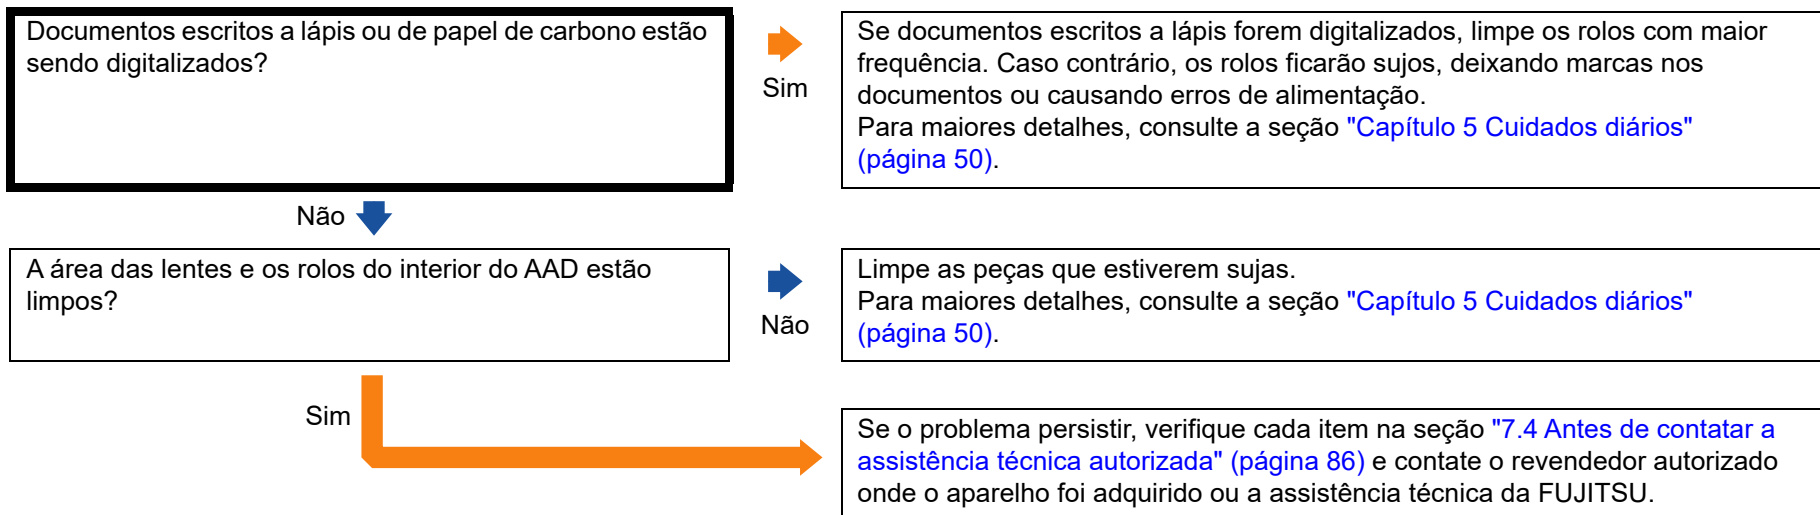 Documentos escritos a lápis ou de papel de carbono estão
sendo digitalizados?
Sim
Se documentos escritos a lápis forem digitalizados, limpe os rolos com maior
frequência. Caso contrário, os rolos ficarão sujos, deixando marcas nos
documentos ou causando erros de alimentação.
Para maiores detalhes, consulte a seção "Capítulo 5 Cuidados diários"
(página 50).
Não
A área das lentes e os rolos do interior do AAD estão
limpos?
Não
Limpe as peças que estiverem sujas.
Para maiores detalhes, consulte a seção "Capítulo 5 Cuidados diários"
(página 50).
Sim
Se o problema persistir, verifique cada item na seção "7.4 Antes de contatar a
assistência técnica autorizada" (página 86) e contate o revendedor autorizado
onde o aparelho foi adquirido ou a assistência técnica da FUJITSU.